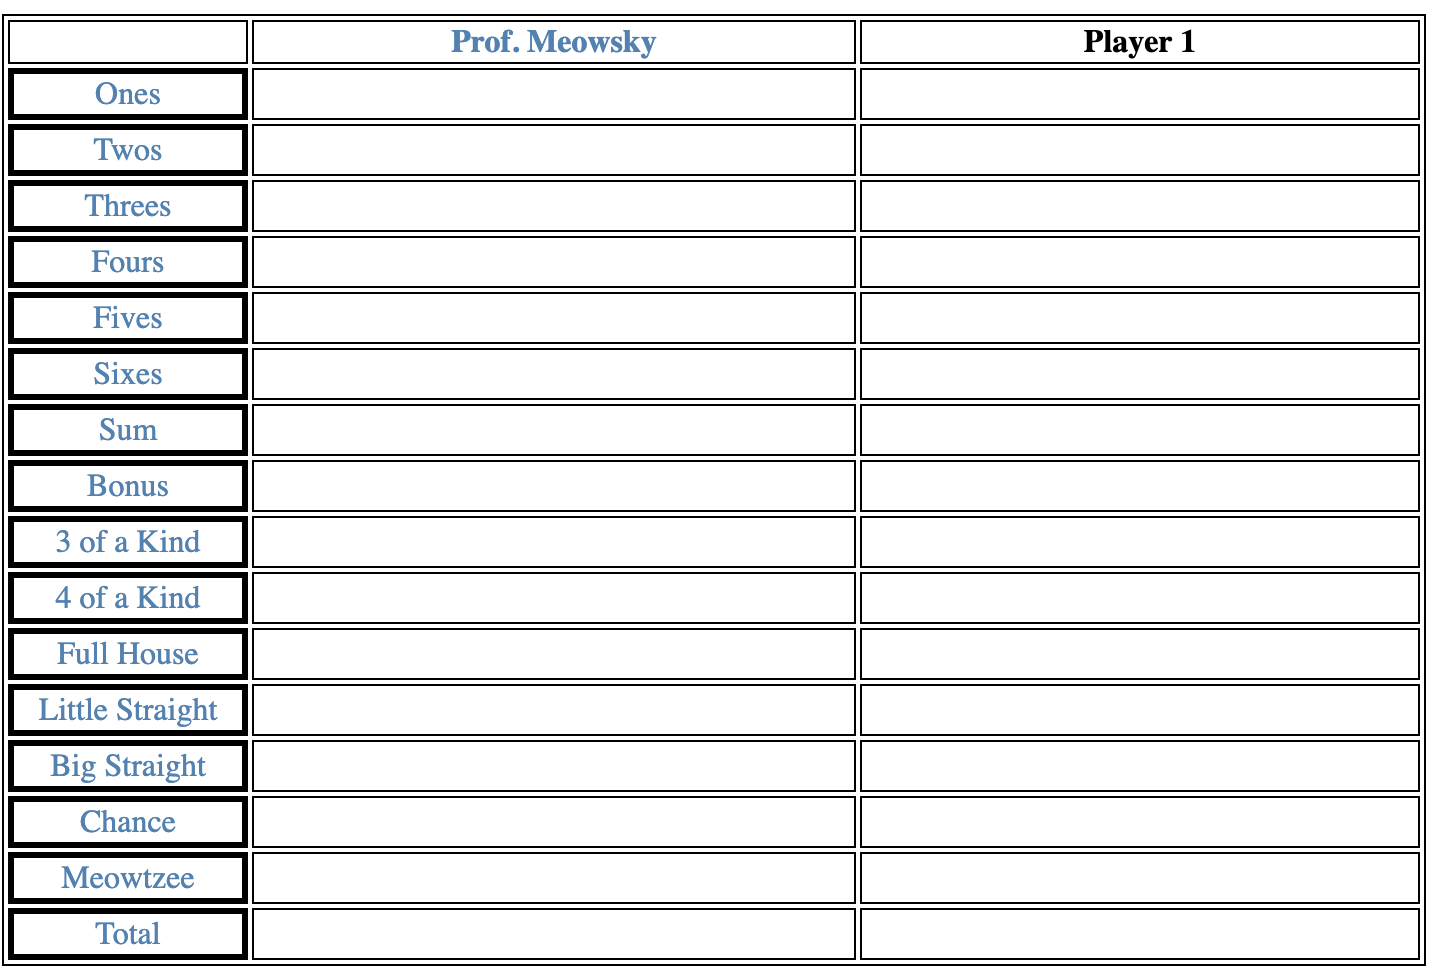 Prof. Meowsky Player 1
Ones
Twos
Threes
Fours
Fives
Sixes
Sum
Bonus
3 of a Kind
4 of a Kind
Full House
Little Straight
Big Straight
Chance
Meowtzee
Total